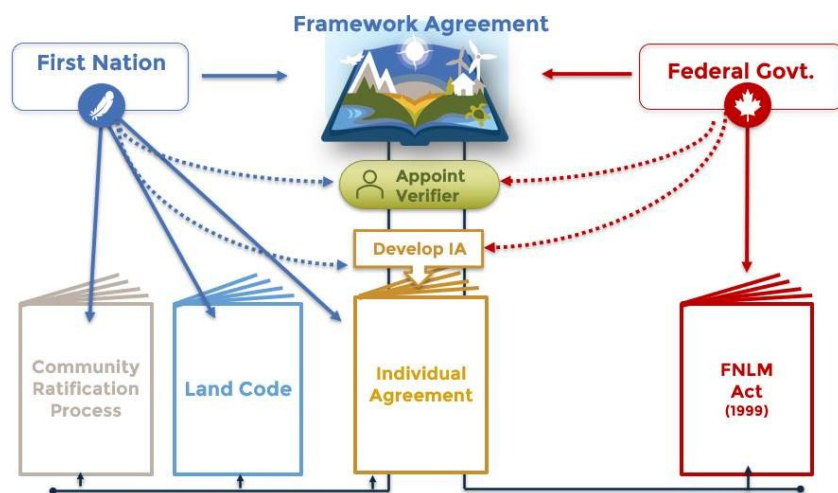 Framework Agreement
First Nation
Federal Govt.
Appoint
Verifier
Develop IA
Community
Ratification
Process
Land Code
Individual
Agreement
FNLM
Act
(1999)